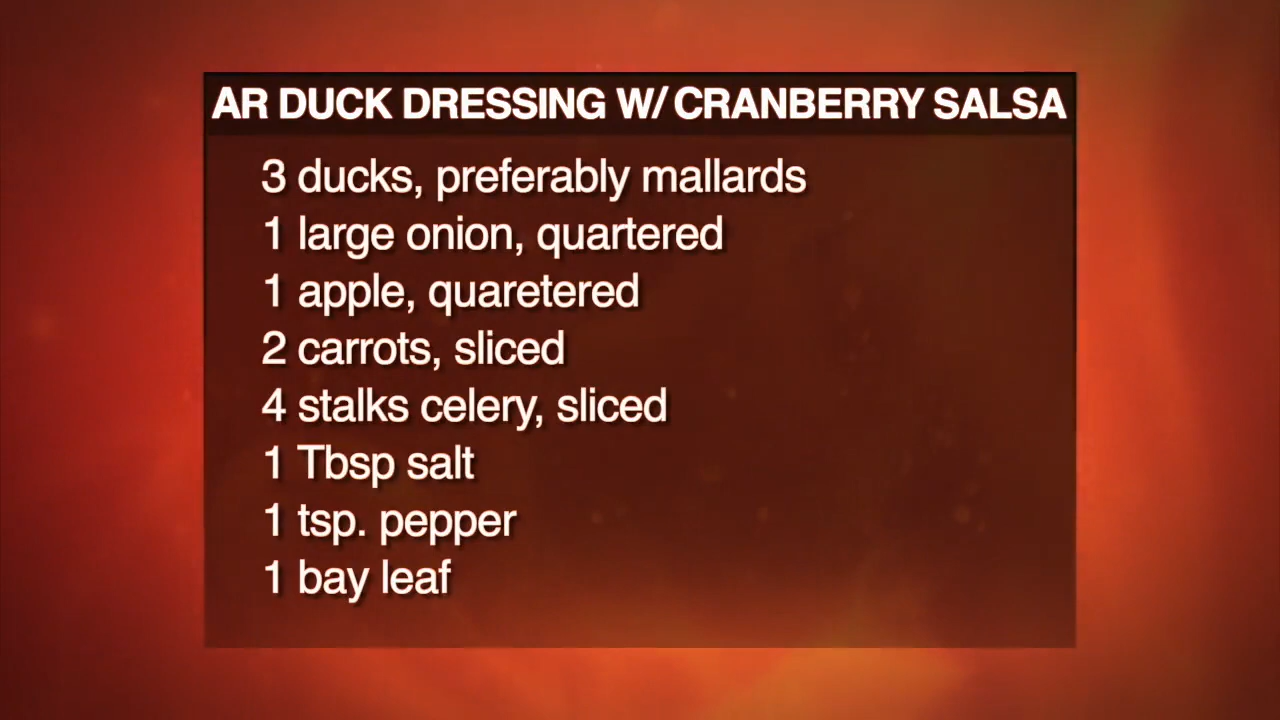 AR DUCK DRESSING W/ CRANBERRY SALSA
3 ducks, preferably mallards
1 large onion, quartered
1 apple, quaretered
2 carrots, sliced
4 stalks celery, sliced
1 Tbsp salt
1 tsp. pepper
1 bay leaf